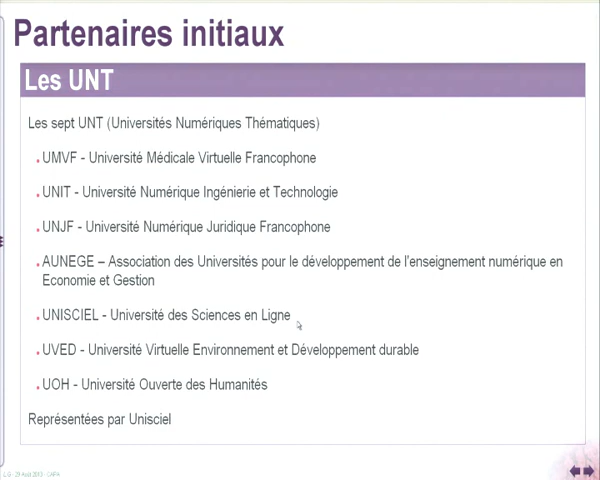 Partenaires initiaux
Les UNT
Les sept UNT (Universités Numériques Thématiques)
UMVF - Université Médicale Virtuelle Francophone
UNIT - Université Numérique Ingénierie et Technologie
UNJF - Université Numérique Juridique Francophone
AUNEGE – Association des Universités pour le développement de l'enseignement numérique en
Economie et Gestion
UNISCIEL - Université des Sciences en Ligne
UVED - Université Virtuelle Environnement et Développement durable
UOH - Université Ouverte des Humanités
Représentées par Unisciel